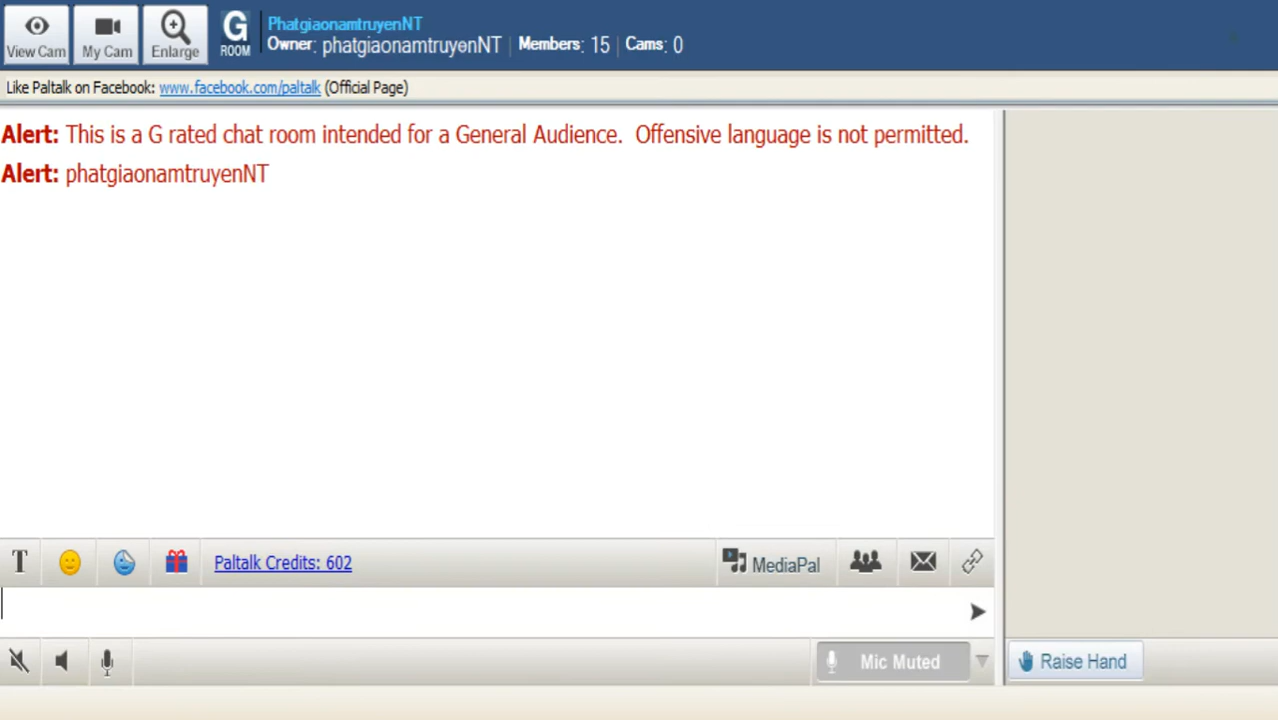 View Cam
My Cam
Enlarge
G
ROOM
PhatgiaonamtruyenNT
Owner: phatgiaonamtruyenNT | Members: 15 | Cams: 0
Like Paltalk on Facebook: www.facebook.com/paltalk (Official Page)
Alert: This is a G rated chat room intended for a General Audience. Offensive language is not permitted.
Alert: phatgiaonamtruyenNT
T
Paltalk Credits: 602
MediaPal
Mic Muted
Raise Hand